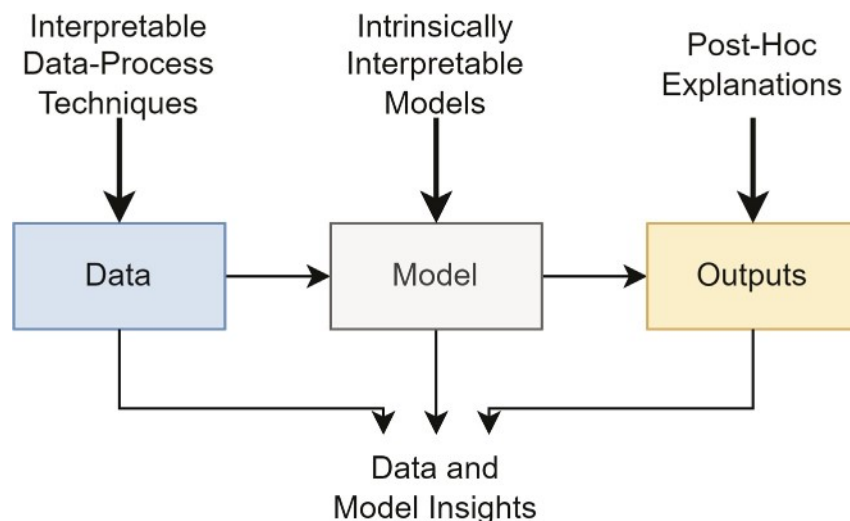 Interpretable
Data-Process
Techniques
Intrinsically
Interpretable
Models
Post-Hoc
Explanations
Data
Model
Outputs
Data and
Model Insights